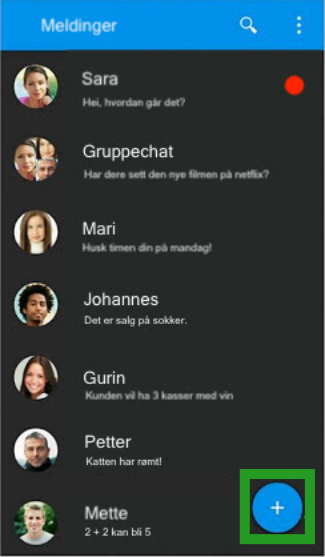 Meldinger
Sara
Hei, hvordan går det?
Gruppechat
Har dere sett den nye filmen på netflix?
Mari
Husk timen din på mandag!
Johannes
Det er salg på sokker.
Gurin
Kunden vil ha 3 kasser med vin
Petter
Katten har rømt!
Mette
2 + 2 kan bli 5
+